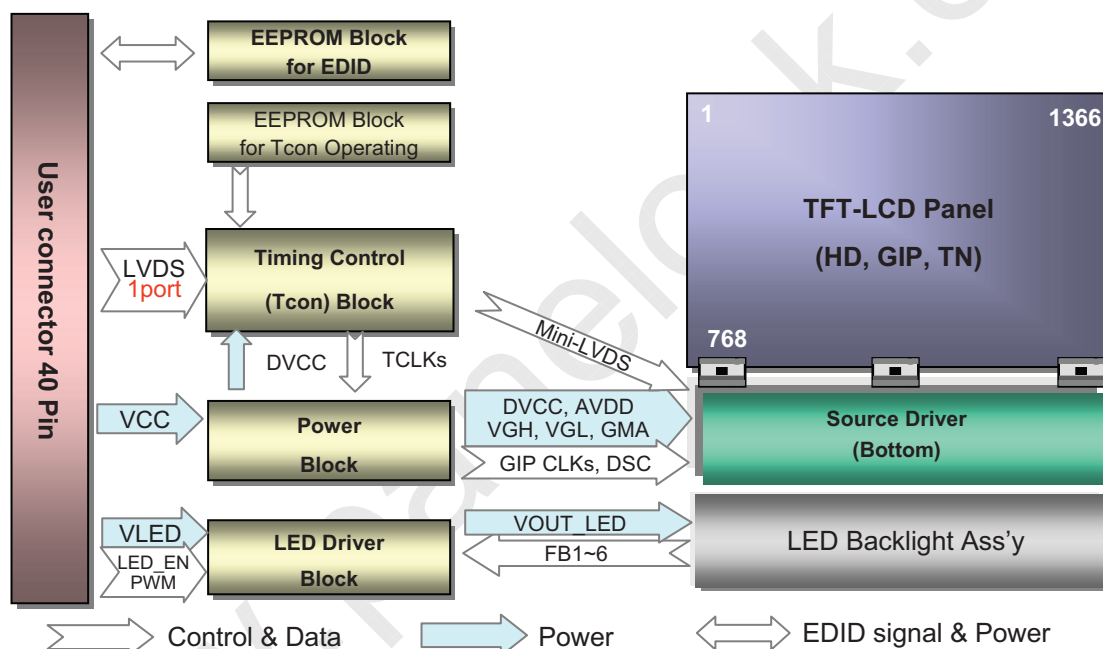 EEPROM Block
for EDID
EEPROM Block
for Tcon Operating
User connector 40 Pin
LVDS
1port
Timing Control
(Tcon) Block
DVCC
TCLKs
Mini-LVDS
1
1366
TFT-LCD Panel
(HD, GIP, TN)
768
VCC
Power
Block
DVCC, AVDD
VGH, VGL, GMA
GIP CLKs, DSC
Source Driver
(Bottom)
VLED
LED_EN
PWM
LED Driver
Block
VOUT_LED
FB1~6
LED Backlight Ass'y
Control & Data
Power
EDID signal & Power